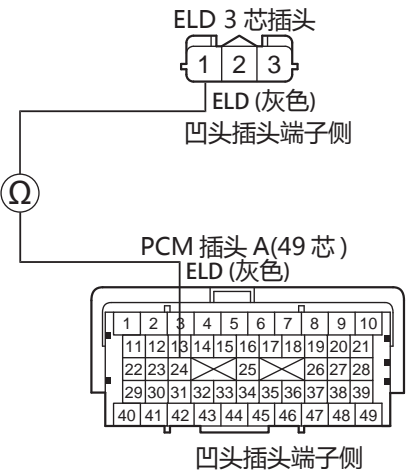 ELD 3 芯插头
1 2 3
ELD (灰色)
凹头插头端子侧
Ω
PCM 插头 A(49 芯)
ELD (灰色)
1 2 3 4 5 6 7 8 9 10
11 12 13 14 15 16 17 18 19 20 21
22 23 24 25 26 27 28
29 30 31 32 33 34 35 36 37 38 39
40 41 42 43 44 45 46 47 48 49
凹头插头端子侧